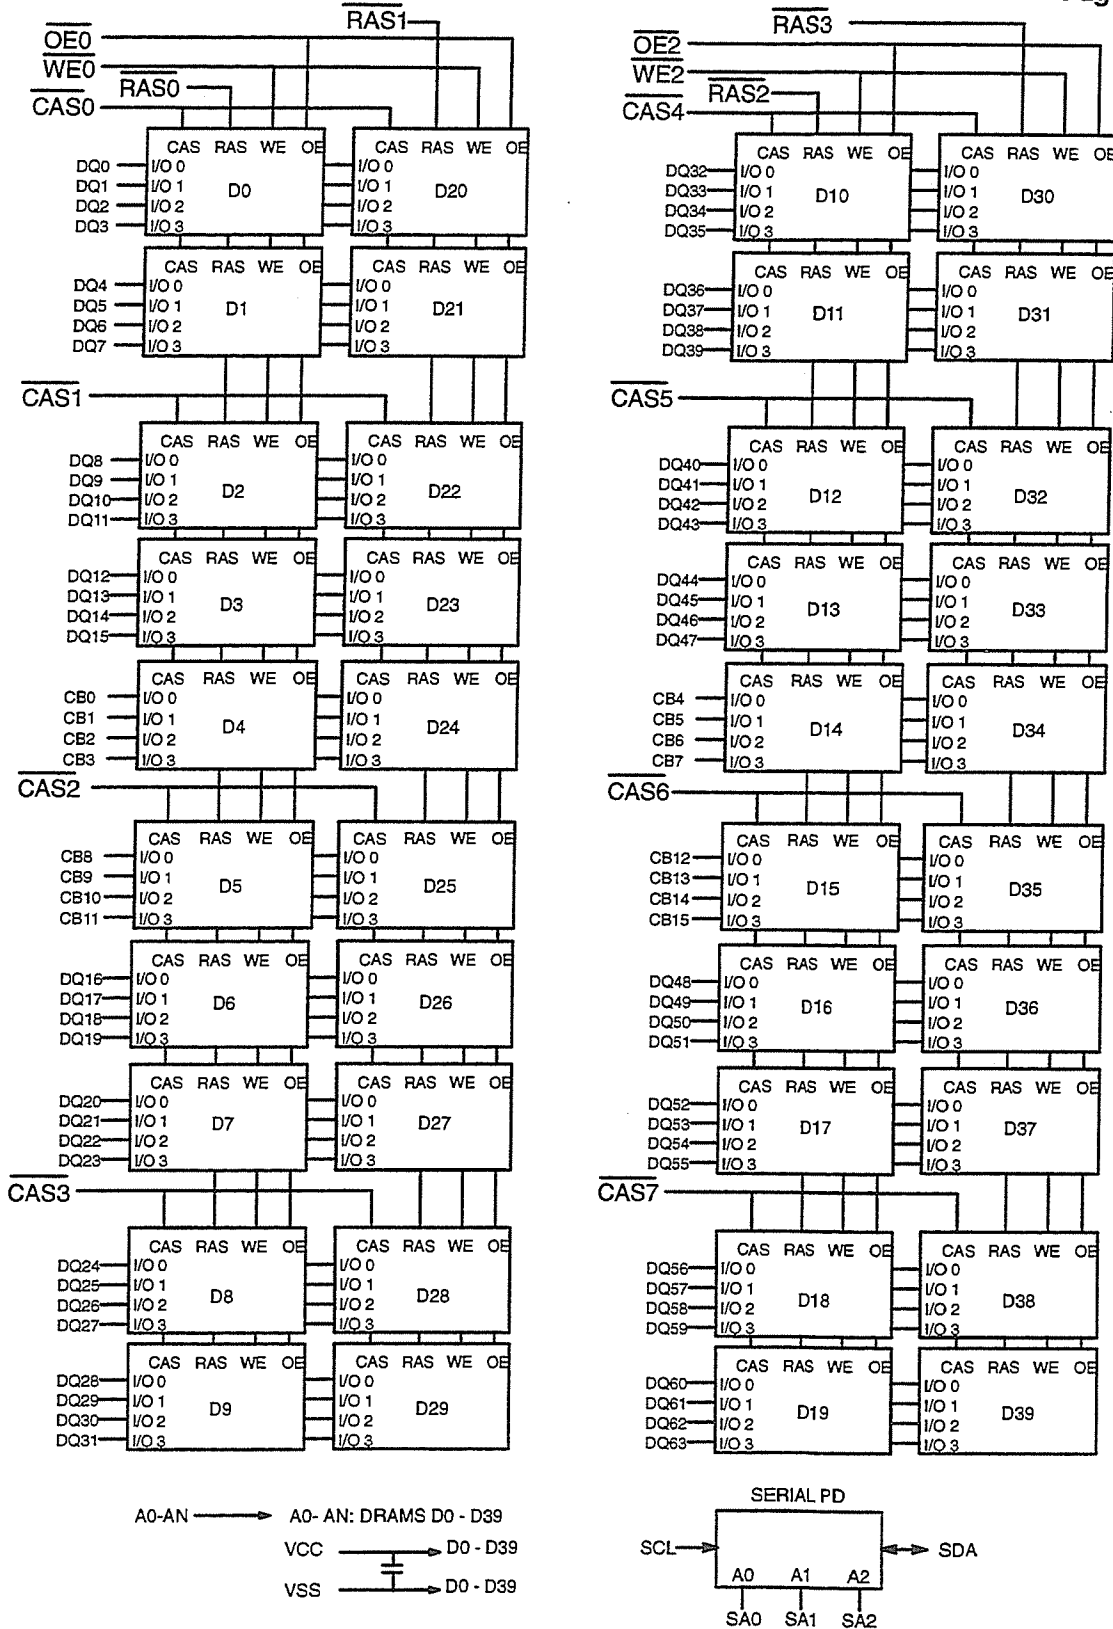 RAS1
OE0
WE0
RAS0
CAS0
CAS RAS WE OE
DQ0 I/O 0
DQ1 I/O 1
DQ2 I/O 2
DQ3 I/O 3
D0
CAS RAS WE OE
I/O 0
I/O 1
I/O 2
I/O 3
D20
CAS RAS WE OE
DQ4 I/O 0
DQ5 I/O 1
DQ6 I/O 2
DQ7 I/O 3
D1
CAS RAS WE OE
I/O 0
I/O 1
I/O 2
I/O 3
D21
CAS1
CAS RAS WE OE
DQ8 I/O 0
DQ9 I/O 1
DQ10 I/O 2
DQ11 I/O 3
D2
CAS RAS WE OE
I/O 0
I/O 1
I/O 2
I/O 3
D22
CAS RAS WE OE
DQ12 I/O 0
DQ13 I/O 1
DQ14 I/O 2
DQ15 I/O 3
D3
CAS RAS WE OE
I/O 0
I/O 1
I/O 2
I/O 3
D23
CAS RAS WE OE
CB0 I/O 0
CB1 I/O 1
CB2 I/O 2
CB3 I/O 3
D4
CAS RAS WE OE
I/O 0
I/O 1
I/O 2
I/O 3
D24
CAS2
CAS RAS WE OE
CB8 I/O 0
CB9 I/O 1
CB10 I/O 2
CB11 I/O 3
D5
CAS RAS WE OE
I/O 0
I/O 1
I/O 2
I/O 3
D25
CAS RAS WE OE
DQ16 I/O 0
DQ17 I/O 1
DQ18 I/O 2
DQ19 I/O 3
D6
CAS RAS WE OE
I/O 0
I/O 1
I/O 2
I/O 3
D26
CAS RAS WE OE
DQ20 I/O 0
DQ21 I/O 1
DQ22 I/O 2
DQ23 I/O 3
D7
CAS RAS WE OE
I/O 0
I/O 1
I/O 2
I/O 3
D27
CAS3
CAS RAS WE OE
DQ24 I/O 0
DQ25 I/O 1
DQ26 I/O 2
DQ27 I/O 3
D8
CAS RAS WE OE
I/O 0
I/O 1
I/O 2
I/O 3
D28
CAS RAS WE OE
DQ28 I/O 0
DQ29 I/O 1
DQ30 I/O 2
DQ31 I/O 3
D9
CAS RAS WE OE
I/O 0
I/O 1
I/O 2
I/O 3
D29
RAS3
OE2
WE2
RAS2
CAS4
CAS RAS WE OE
DQ32 I/O 0
DQ33 I/O 1
DQ34 I/O 2
DQ35 I/O 3
D10
CAS RAS WE OE
I/O 0
I/O 1
I/O 2
I/O 3
D30
CAS RAS WE OE
DQ36 I/O 0
DQ37 I/O 1
DQ38 I/O 2
DQ39 I/O 3
D11
CAS RAS WE OE
I/O 0
I/O 1
I/O 2
I/O 3
D31
CAS5
CAS RAS WE OE
DQ40 I/O 0
DQ41 I/O 1
DQ42 I/O 2
DQ43 I/O 3
D12
CAS RAS WE OE
I/O 0
I/O 1
I/O 2
I/O 3
D32
CAS RAS WE OE
DQ44 I/O 0
DQ45 I/O 1
DQ46 I/O 2
DQ47 I/O 3
D13
CAS RAS WE OE
I/O 0
I/O 1
I/O 2
I/O 3
D33
CAS RAS WE OE
CB4 I/O 0
CB5 I/O 1
CB6 I/O 2
CB7 I/O 3
D14
CAS RAS WE OE
I/O 0
I/O 1
I/O 2
I/O 3
D34
CAS6
CAS RAS WE OE
CB12 I/O 0
CB13 I/O 1
CB14 I/O 2
CB15 I/O 3
D15
CAS RAS WE OE
I/O 0
I/O 1
I/O 2
I/O 3
D35
CAS RAS WE OE
DQ48 I/O 0
DQ49 I/O 1
DQ50 I/O 2
DQ51 I/O 3
D16
CAS RAS WE OE
I/O 0
I/O 1
I/O 2
I/O 3
D36
CAS RAS WE OE
DQ52 I/O 0
DQ53 I/O 1
DQ54 I/O 2
DQ55 I/O 3
D17
CAS RAS WE OE
I/O 0
I/O 1
I/O 2
I/O 3
D37
CAS7
CAS RAS WE OE
DQ56 I/O 0
DQ57 I/O 1
DQ58 I/O 2
DQ59 I/O 3
D18
CAS RAS WE OE
I/O 0
I/O 1
I/O 2
I/O 3
D38
CAS RAS WE OE
DQ60 I/O 0
DQ61 I/O 1
DQ62 I/O 2
DQ63 I/O 3
D19
CAS RAS WE OE
I/O 0
I/O 1
I/O 2
I/O 3
D39
A0-AN A0- AN: DRAMS D0 - D39
VCC D0 - D39
VSS D0 - D39
SERIAL PD
SCL SDA
A0 A1 A2
SA0 SA1 SA2